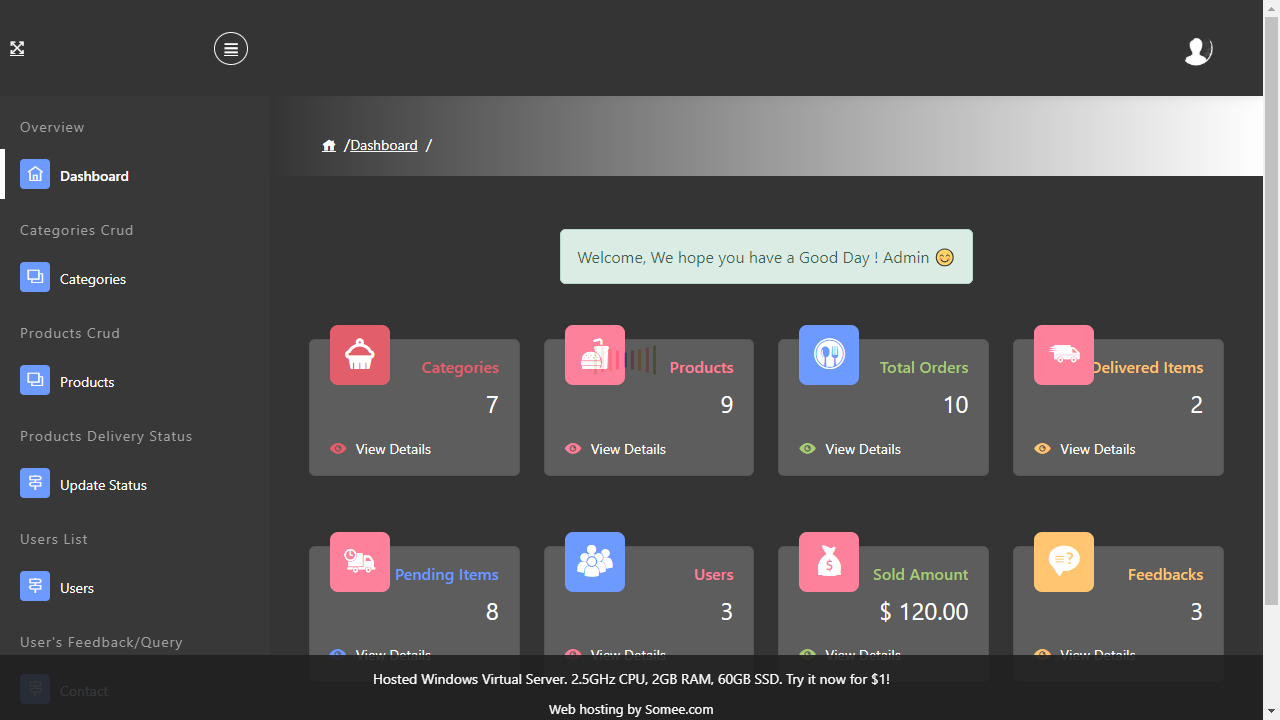 Overview
/Dashboard /
Dashboard
Categories Crud
Categories
Products Crud
Products
Products Delivery Status
Update Status
Users List
Users
User's Feedback/Query
Contact
Welcome, We hope you have a Good Day ! Admin 😊
Categories
7
View Details
Products
9
View Details
Total Orders
10
View Details
Delivered Items
2
View Details
Pending Items
8
View Details
Users
3
View Details
Sold Amount
$ 120.00
View Details
Feedbacks
3
View Details
Hosted Windows Virtual Server. 2.5GHz CPU, 2GB RAM, 60GB SSD. Try it now for $1!
Web hosting by Somee.com